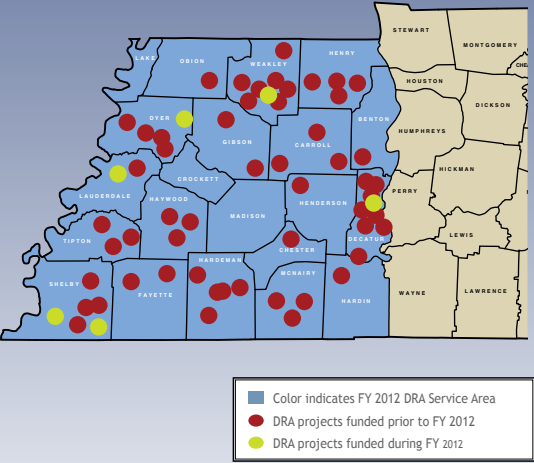 STEWART
MONTGOMERY
LAKE
OBION
WEAKLEY
HENRY
HOUSTON
DICKSON
DYER
GIBSON
CARROLL
BENTON
HUMPHREYS
HICKMAN
CROCKETT
LAUDERDALE
HAYWOOD
MADISON
HENDERSON
PERRY
DECATUR
LEWIS
TIPTON
CHESTER
SHELBY
FAYETTE
HARDEMAN
MCNAIRY
HARDIN
WAYNE
LAWRENCE
Color indicates FY 2012 DRA Service Area
DRA projects funded prior to FY 2012
DRA projects funded during FY 2012